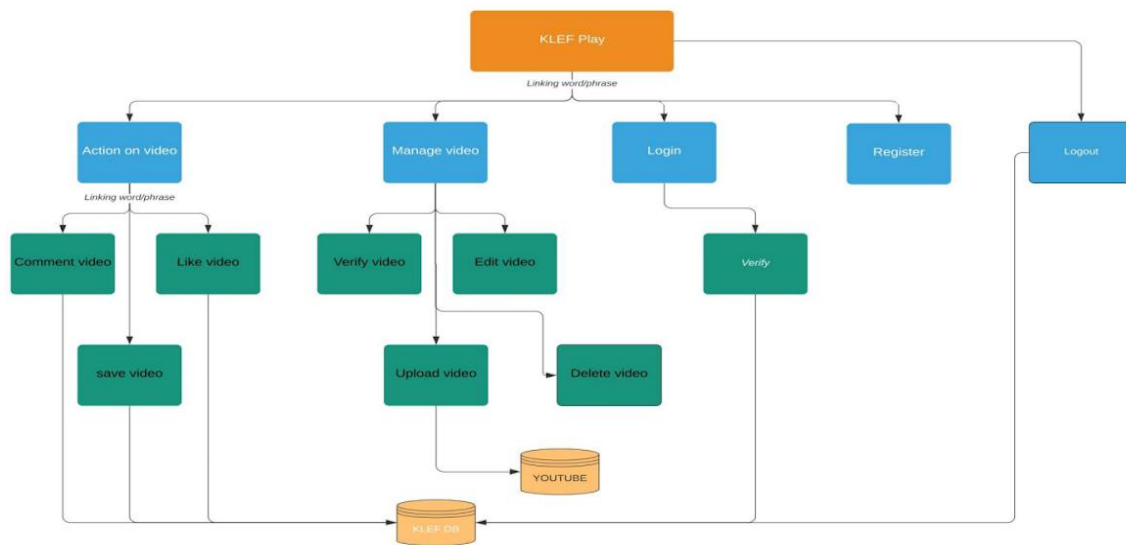 KLEF Play
Linking word/phrase
Action on video
Manage video
Login
Register
Logout
Linking word/phrase
Comment video
Like video
Verify video
Edit video
Verify
save video
Upload video
Delete video
YOUTUBE
KLEF DB